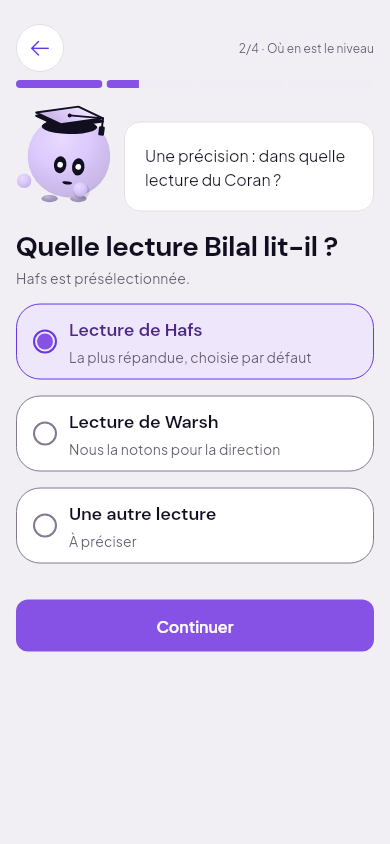 2/4 · Où en est le niveau
Une précision : dans quelle
lecture du Coran ?
Quelle lecture Bilal lit-il ?
Hafs est présélectionnée.
Lecture de Hafs
La plus répandue, choisie par défaut
Lecture de Warsh
Nous la notons pour la direction
Une autre lecture
À préciser
Continuer